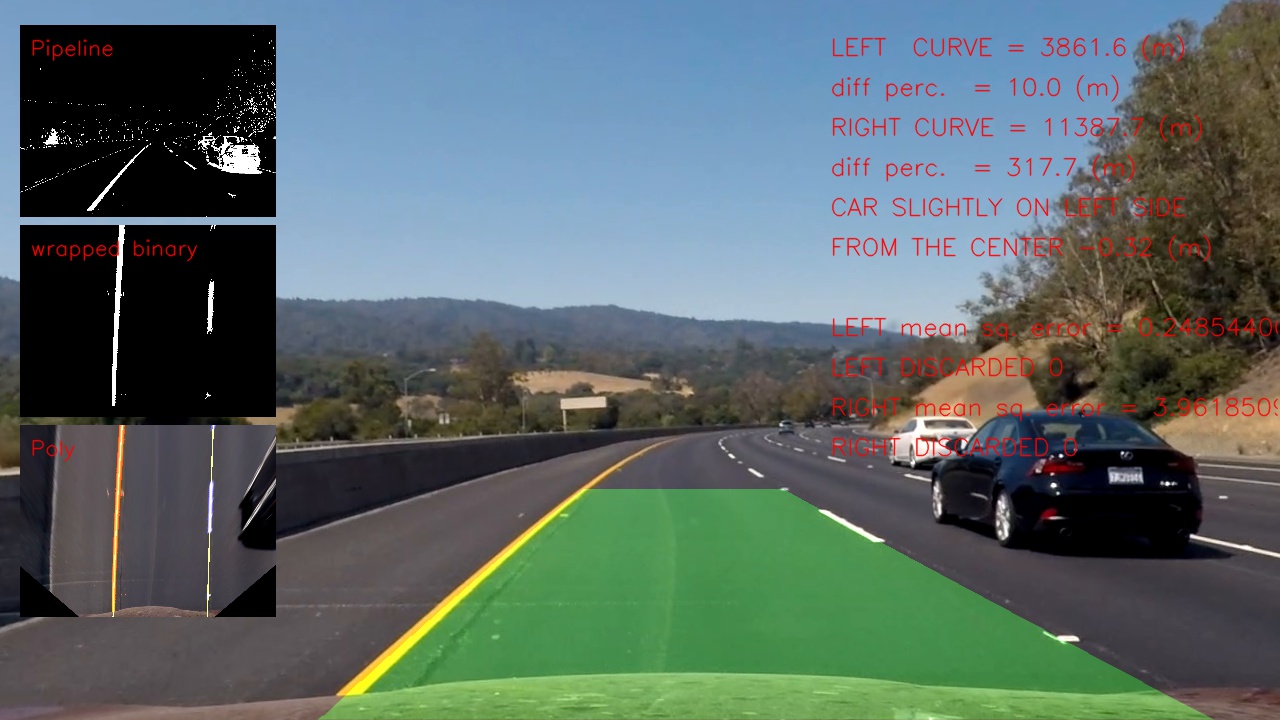 Pipeline
wrapped binary
Poly
LEFT CURVE = 3861.6 (m)
diff perc. = 10.0 (m)
RIGHT CURVE = 11387.7 (m)
diff perc. = 317.7 (m)
CAR SLIGHTLY ON LEFT SIDE
FROM THE CENTER -0.32 (m)
LEFT mean sq. error = 0.24854400
LEFT DISCARDED 0
RIGHT mean sq. error = 3.9618509
RIGHT DISCARDED 0